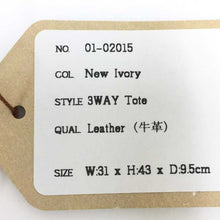 NO. 01-02015
COL New Ivory
STYLE 3WAY Tote
QUAL Leather (牛革)
SIZE W:31 x H:43 x D:9.5cm